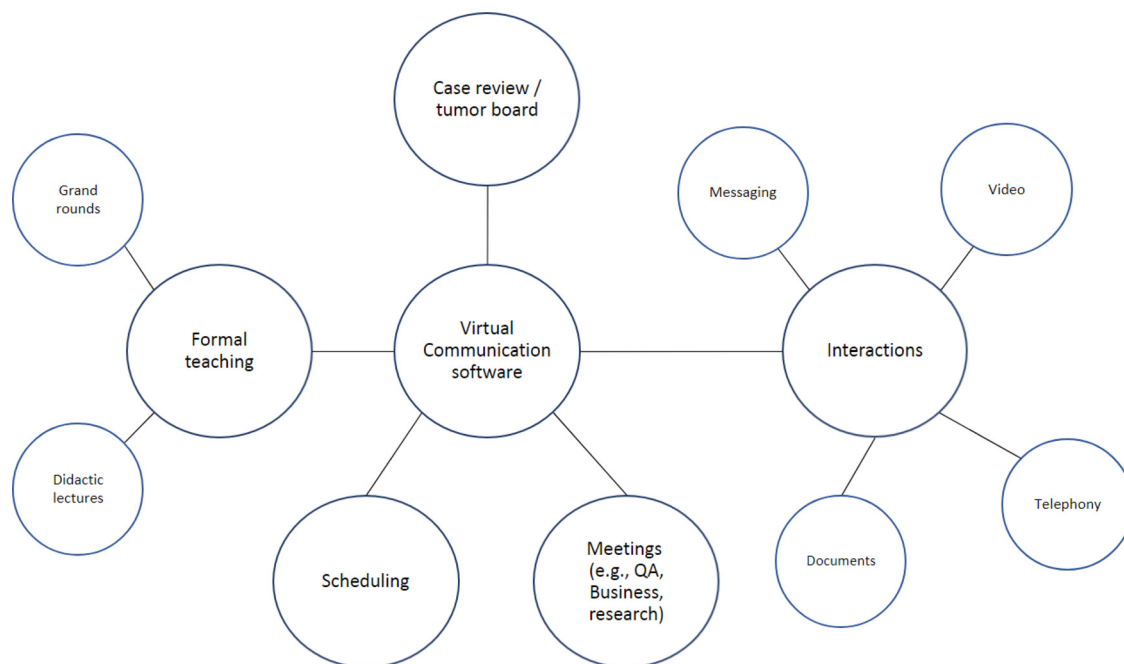 Case review /
tumor board
Grand
rounds
Messaging
Video
Formal
teaching
Virtual
Communication
software
Interactions
Didactic
lectures
Scheduling
Meetings
(e.g., QA,
Business,
research)
Documents
Telephony